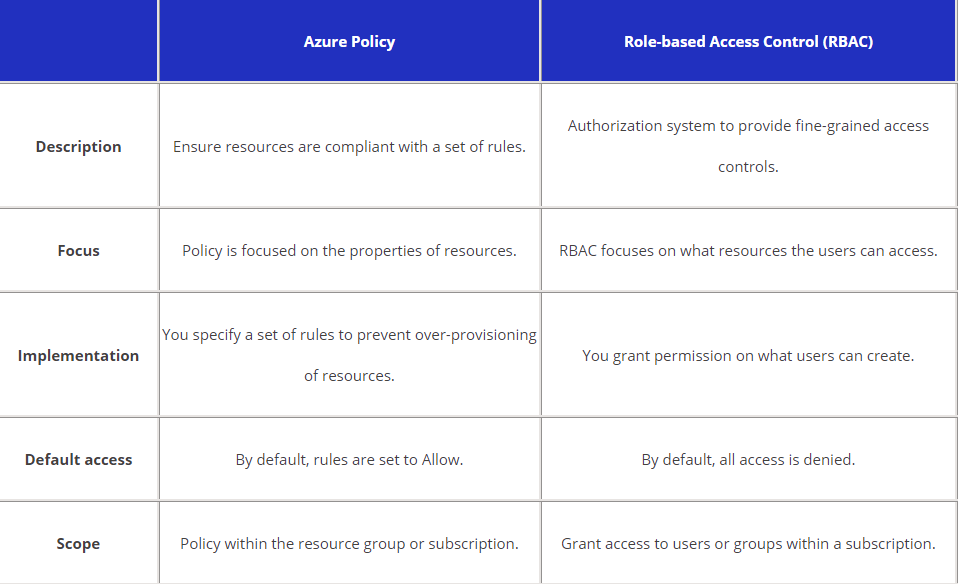 Azure Policy
Role-based Access Control (RBAC)
Description
Ensure resources are compliant with a set of rules.
Authorization system to provide fine-grained access
controls.
Focus
Policy is focused on the properties of resources.
RBAC focuses on what resources the users can access.
Implementation
You specify a set of rules to prevent over-provisioning
of resources.
You grant permission on what users can create.
Default access
By default, rules are set to Allow.
By default, all access is denied.
Scope
Policy within the resource group or subscription.
Grant access to users or groups within a subscription.